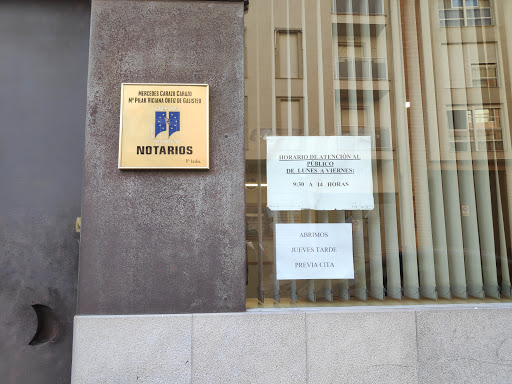 MERCEDES CARAZO CARAZO
Mª PILAR VICIANA ORTIZ DE GALISTEO
NOTARIOS
HORARIO DE ATENCIÓN AL
PÚBLICO
DE LUNES A VIERNES:
9:30 A 14 HORAS
ABRIMOS
JUEVES TARDE
PREVIA CITA